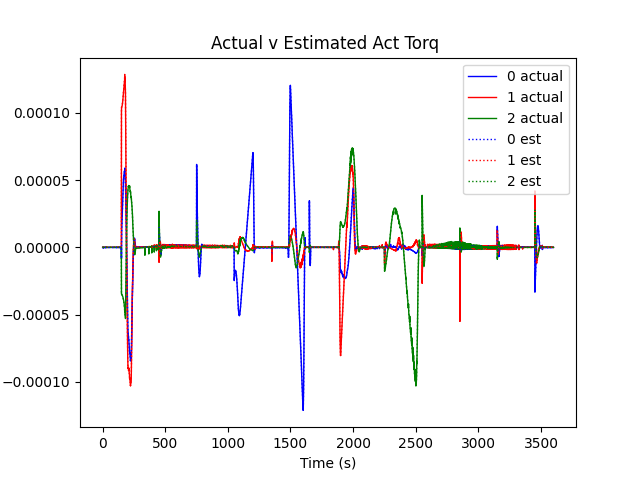 Actual v Estimated Act Torq
0 actual
1 actual
2 actual
0 est
1 est
2 est
0.00010
0.00005
0.00000
−0.00005
−0.00010
0 500 1000 1500 2000 2500 3000 3500
Time (s)